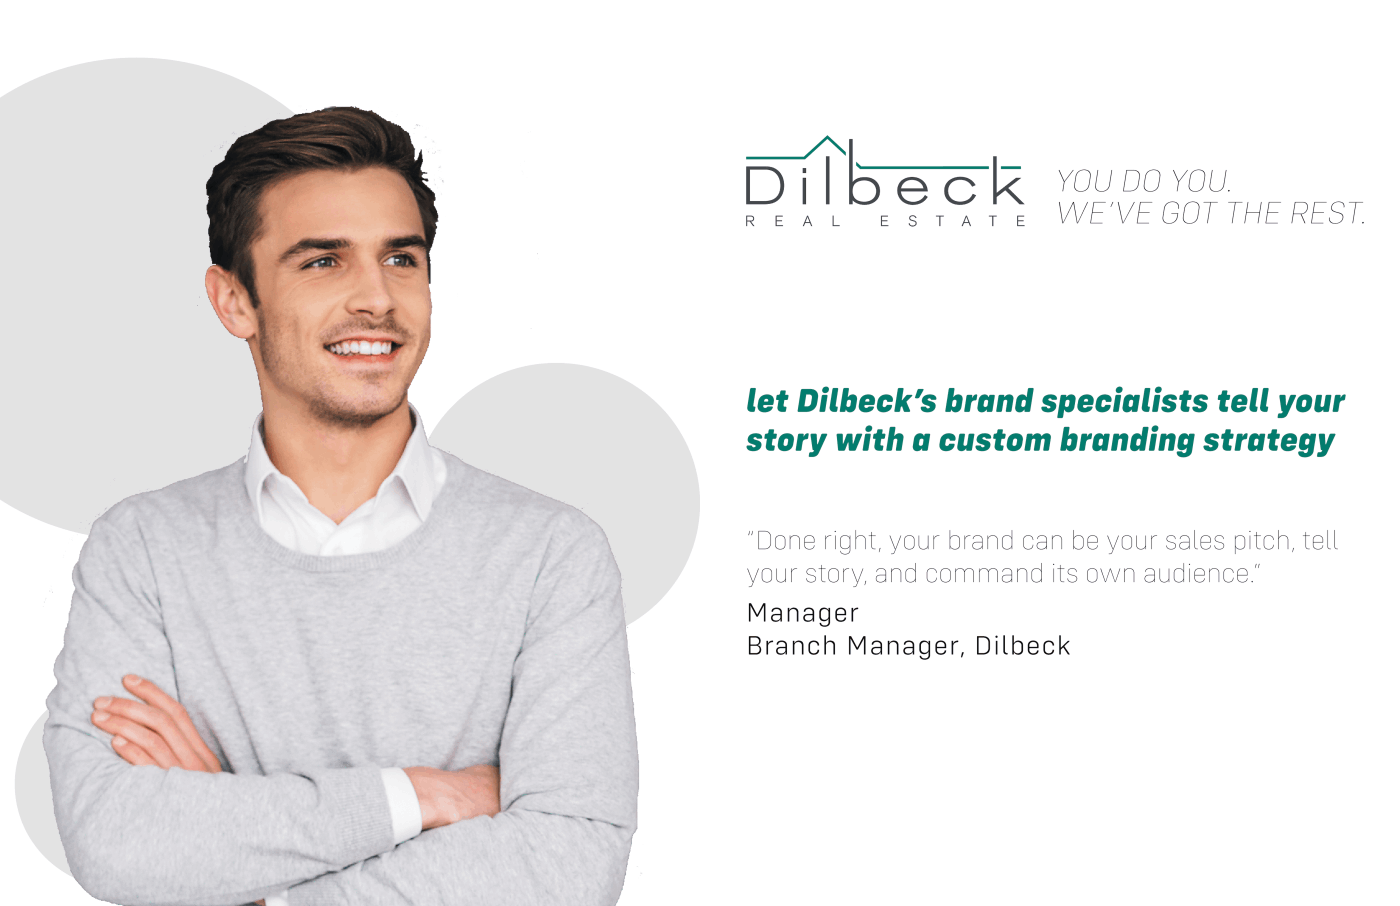 Dilbeck
REAL ESTATE
YOU DO YOU.
WE'VE GOT THE REST.
let Dilbeck's brand specialists tell your
story with a custom branding strategy
“Done right, your brand can be your sales pitch, tell
your story, and command its own audience.”
Manager
Branch Manager, Dilbeck